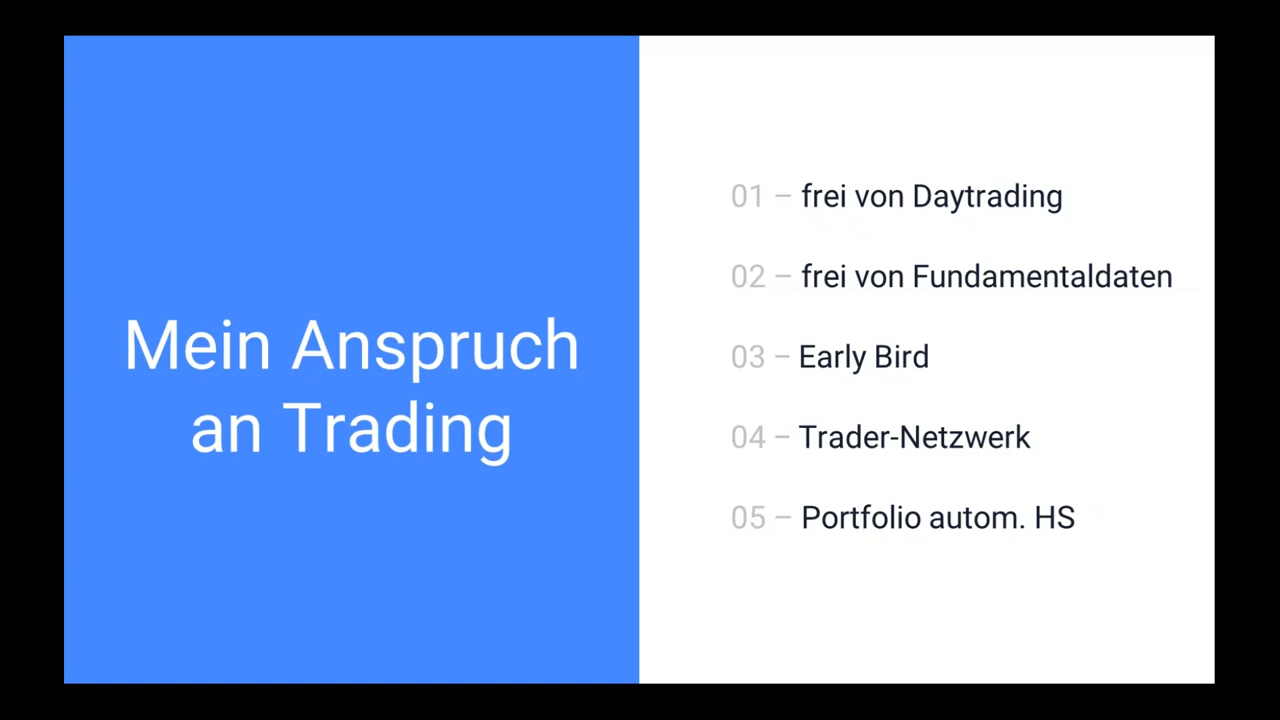 Mein Anspruch
an Trading
01 – frei von Daytrading
02 – frei von Fundamentaldaten
03 – Early Bird
04 – Trader-Netzwerk
05 – Portfolio autom. HS